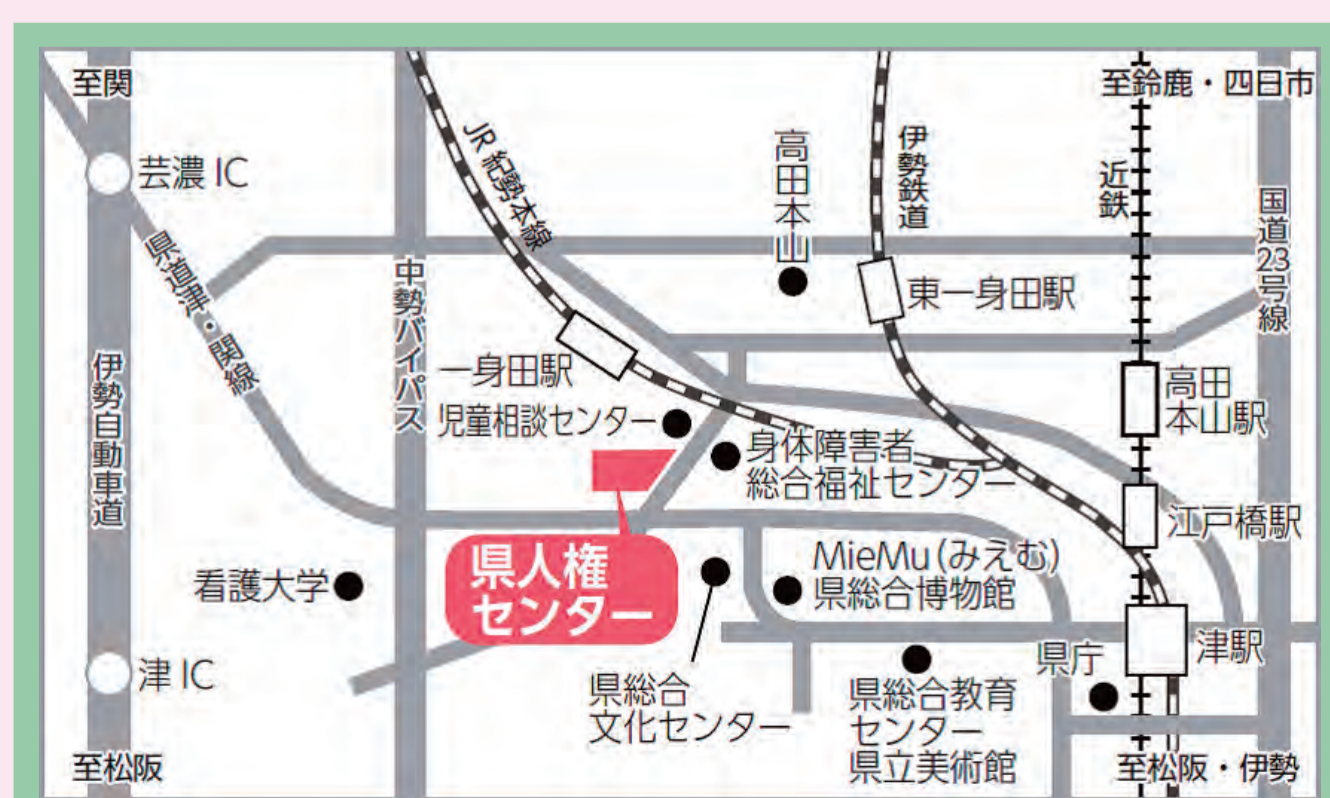 至関
至鈴鹿・四日市
芸濃 IC
JR 紀勢本線
高田本山
伊勢鉄道
近鉄
国道23号線
県道津・関線
中勢バイパス
東一身田駅
一身田駅
高田
本山駅
伊勢自動車道
児童相談センター
身体障害者
総合福祉センター
江戸橋駅
県人権
センター
MieMu(みえむ)
県総合博物館
看護大学
津 IC
県庁
津駅
県総合
文化センター
県総合教育
センター
県立美術館
至松阪
至松阪・伊勢